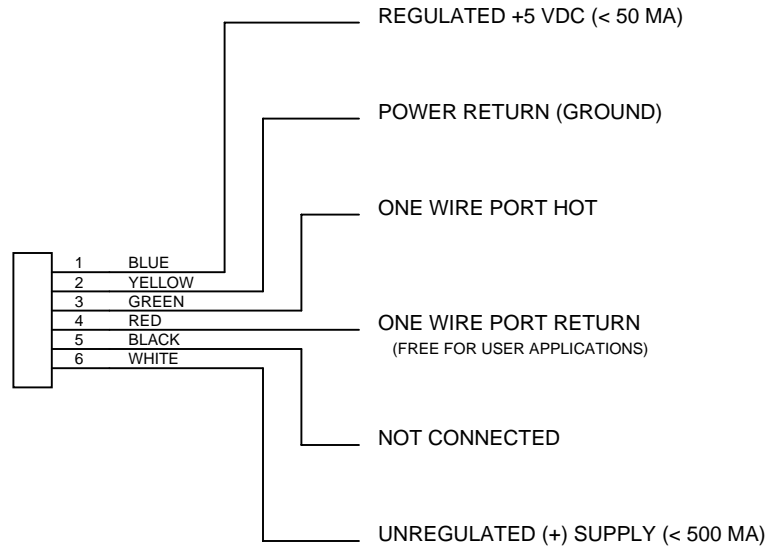 REGULATED +5 VDC (< 50 MA)
POWER RETURN (GROUND)
ONE WIRE PORT HOT
1 BLUE
2 YELLOW
3 GREEN
4 RED
5 BLACK
6 WHITE
ONE WIRE PORT RETURN
(FREE FOR USER APPLICATIONS)
NOT CONNECTED
UNREGULATED (+) SUPPLY (< 500 MA)